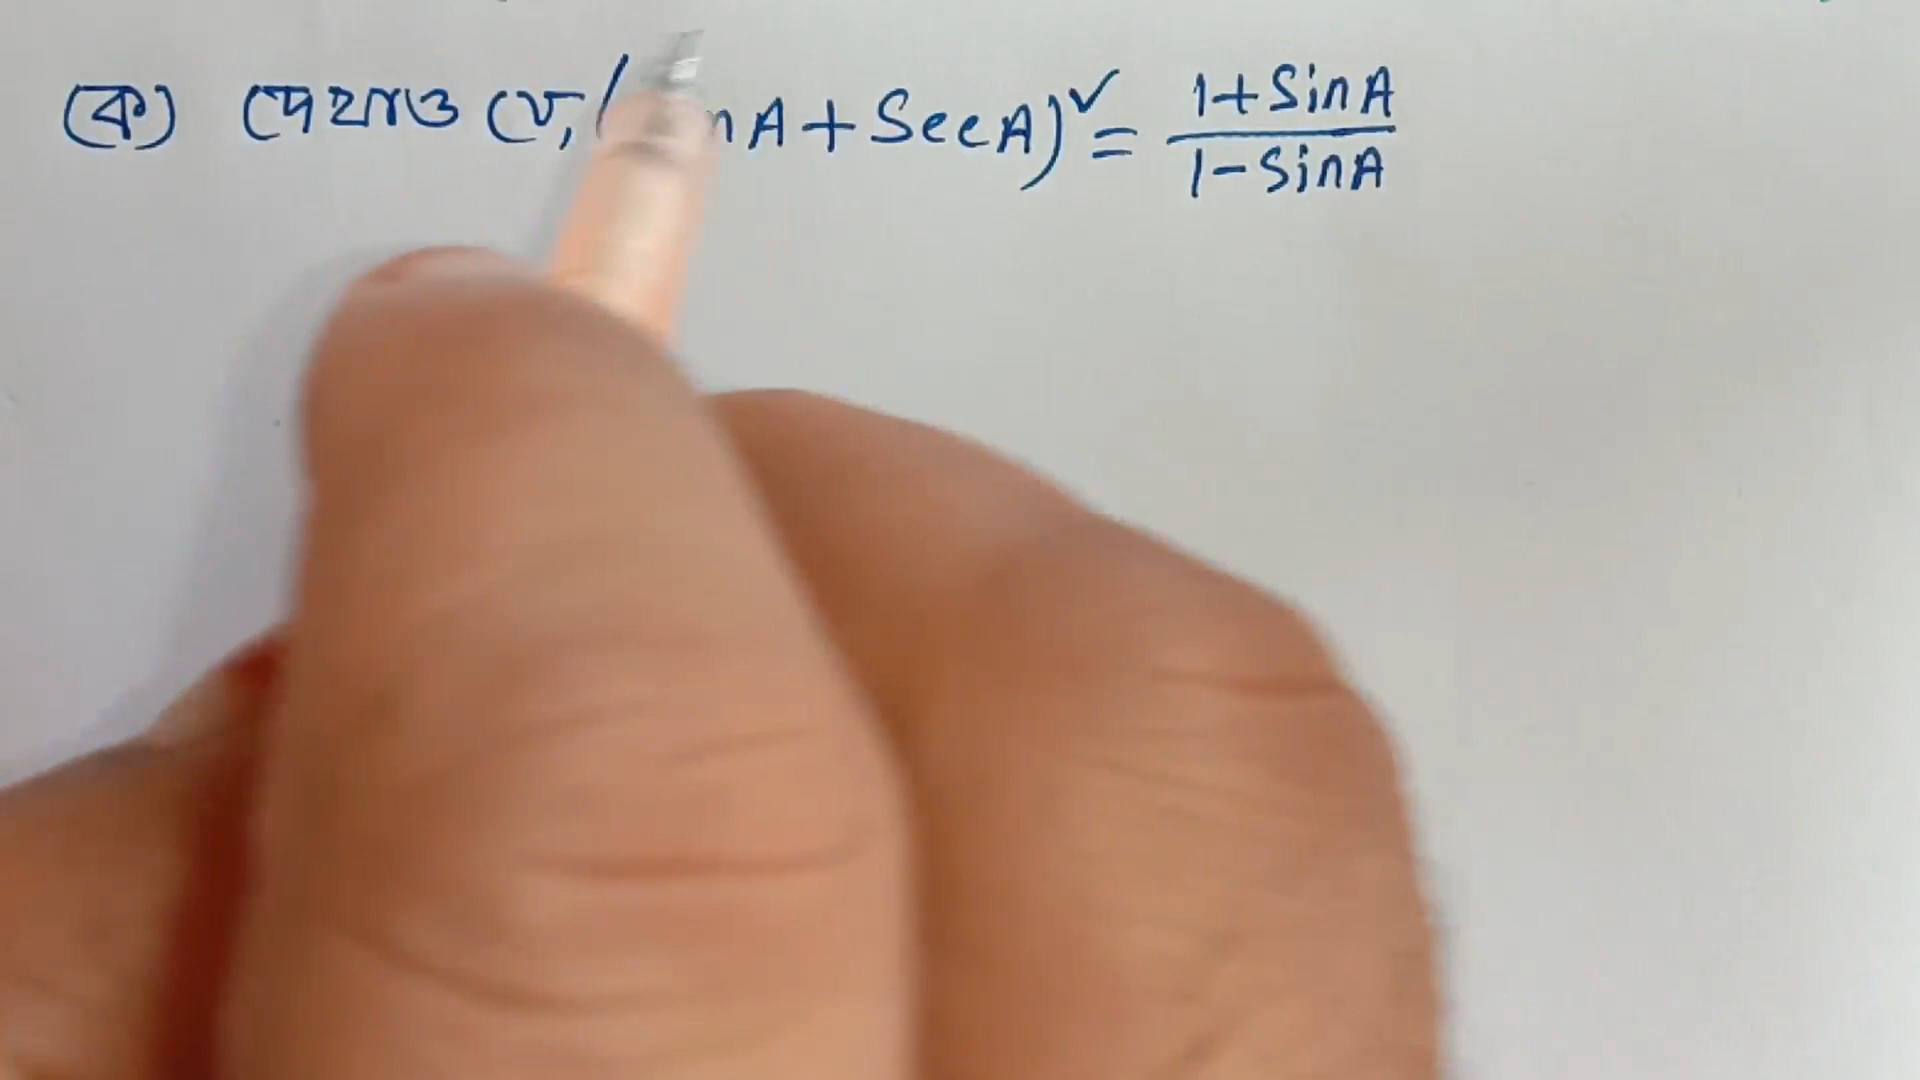 (ক) দেখাও যে, ( nA + SecA)² = 1+SinA / 1-SinA